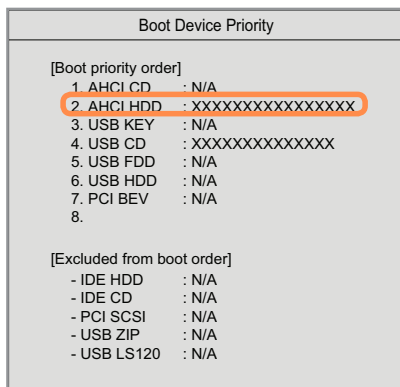 Boot Device Priority
[Boot priority order]
1. AHCI CD : N/A
2. AHCI HDD : XXXXXXXXXXXXXXXX
3. USB KEY : N/A
4. USB CD : XXXXXXXXXXXXXX
5. USB FDD : N/A
6. USB HDD : N/A
7. PCI BEV : N/A
8.
[Excluded from boot order]
- IDE HDD : N/A
- IDE CD : N/A
- PCI SCSI : N/A
- USB ZIP : N/A
- USB LS120 : N/A